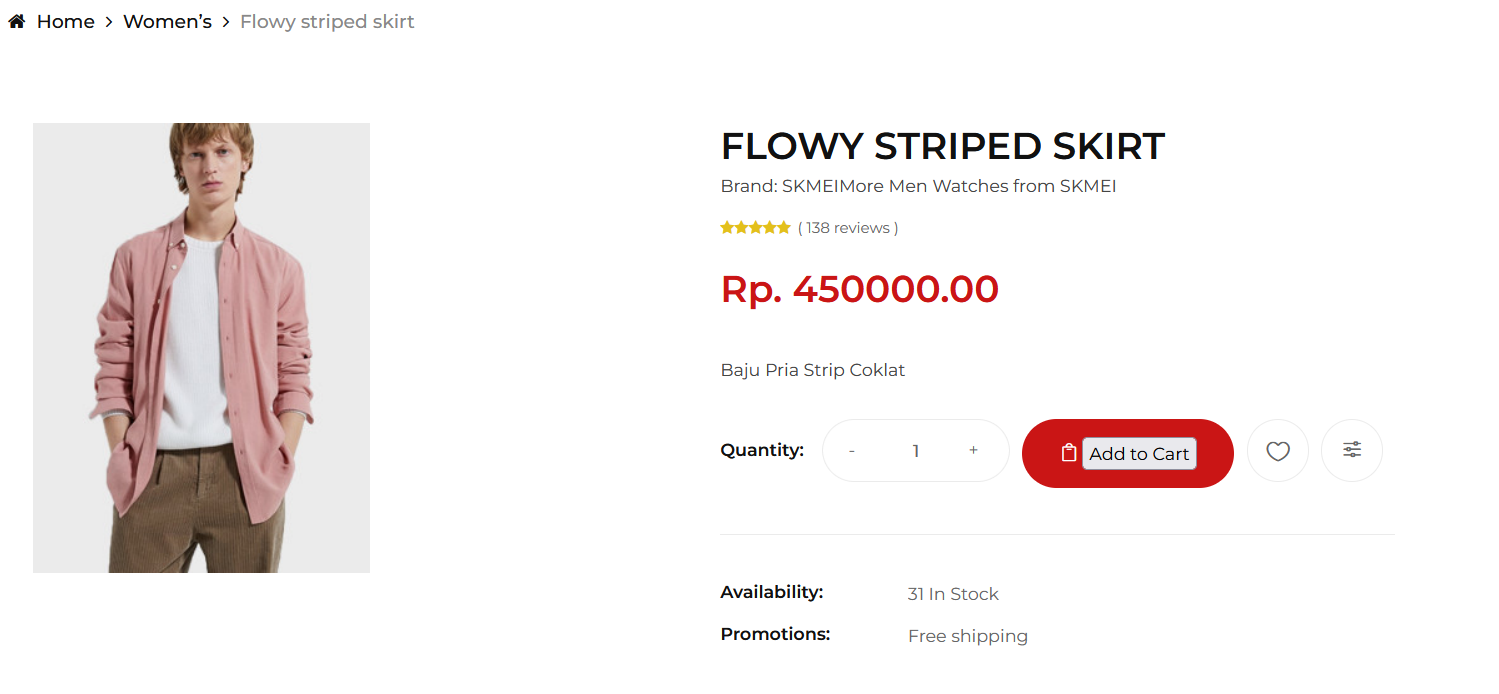 Home > Women’s > Flowy striped skirt
FLOWY STRIPED SKIRT
Brand: SKMEIMore Men Watches from SKMEI
( 138 reviews )
Rp. 450000.00
Baju Pria Strip Coklat
Quantity: - 1 + Add to Cart
Availability: 31 In Stock
Promotions: Free shipping